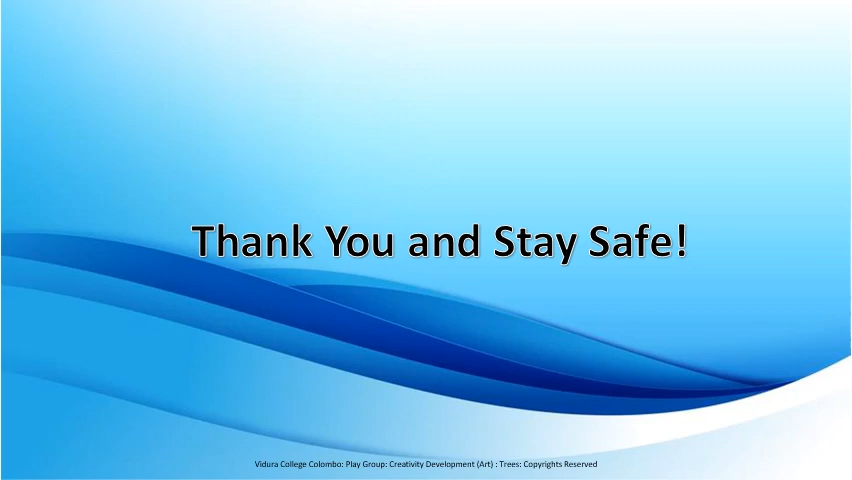 Thank You and Stay Safe!
Vidura College Colombo: Play Group: Creativity Development (Art) : Trees: Copyrights Reserved